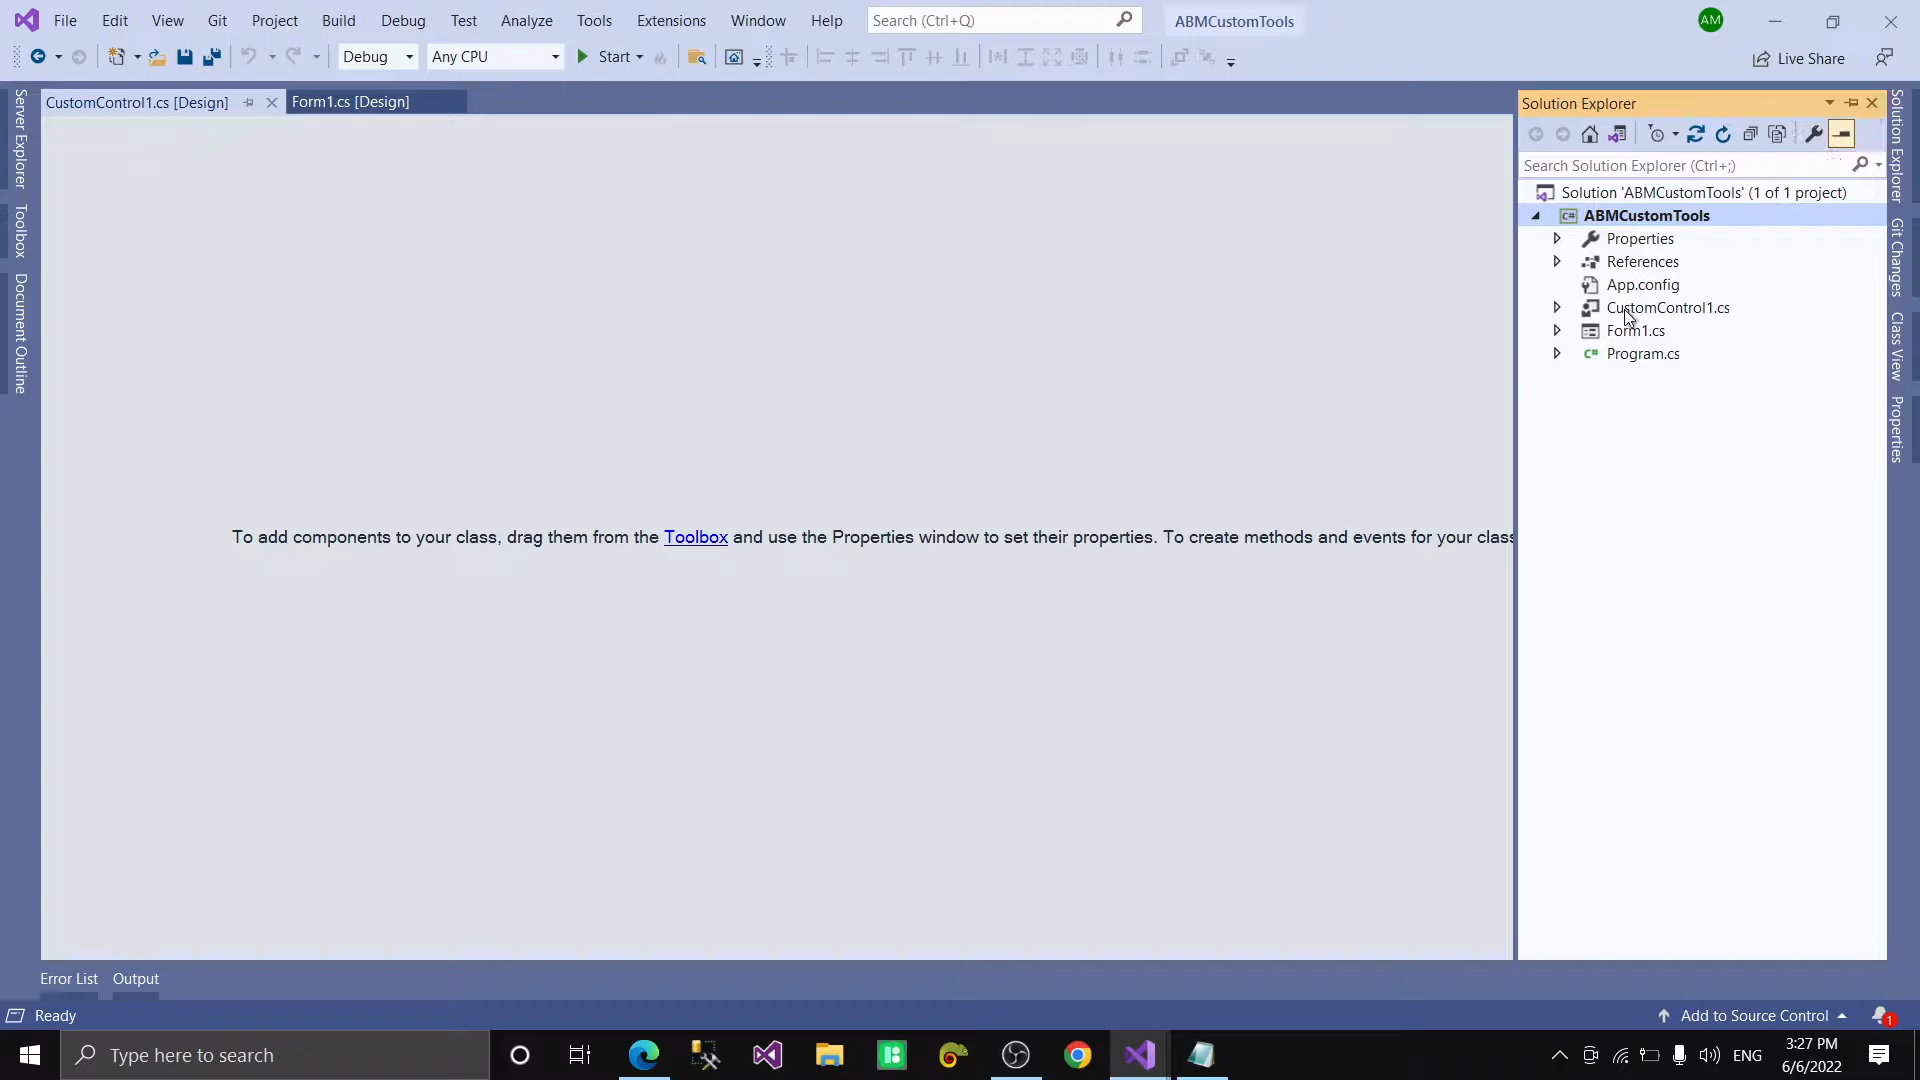 File Edit View Git Project Build Debug Test Analyze Tools Extensions Window Help Search (Ctrl+Q) ABMCustomTools AM
Debug Any CPU Start Live Share
CustomControl1.cs [Design] Form1.cs [Design]
Server Explorer
Toolbox
Document Outline
To add components to your class, drag them from the Toolbox and use the Properties window to set their properties. To create methods and events for your class
Solution Explorer
Search Solution Explorer (Ctrl+;)
Solution 'ABMCustomTools' (1 of 1 project)
ABMCustomTools
Properties
References
App.config
CustomControl1.cs
Form1.cs
Program.cs
Solution Explorer
Git Changes
Class View
Properties
Error List Output
Ready Add to Source Control 1
Type here to search ENG 3:27 PM
6/6/2022